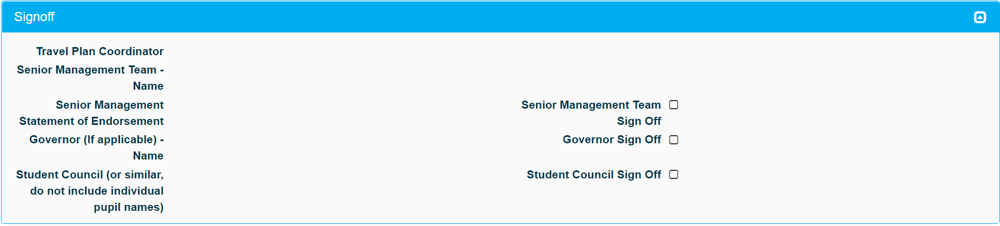 Signoff
Travel Plan Coordinator
Senior Management Team -
Name
Senior Management
Statement of Endorsement
Senior Management Team
Sign Off
Governor (If applicable) -
Name
Governor Sign Off
Student Council (or similar,
do not include individual
pupil names)
Student Council Sign Off